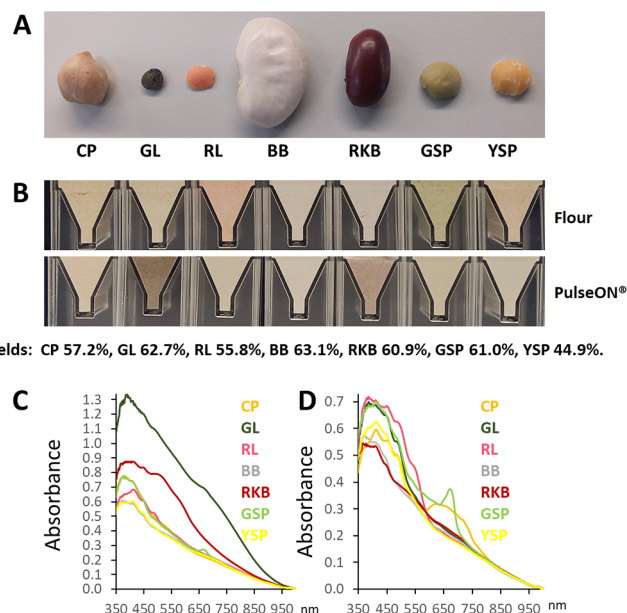 A
CP GL RL BB RKB GSP YSP
B
Flour
PulseON®
elds: CP 57.2%, GL 62.7%, RL 55.8%, BB 63.1%, RKB 60.9%, GSP 61.0%, YSP 44.9%.
C
Absorbance
1.3
1.2
1.1
1.0
0.9
0.8
0.7
0.6
0.5
0.4
0.3
0.2
0.1
0.0
350 450 550 650 750 850 950 nm
CP
GL
RL
BB
RKB
GSP
YSP
D
Absorbance
0.7
0.6
0.5
0.4
0.3
0.2
0.1
0.0
350 450 550 650 750 850 950 nm
CP
GL
RL
BB
RKB
GSP
YSP